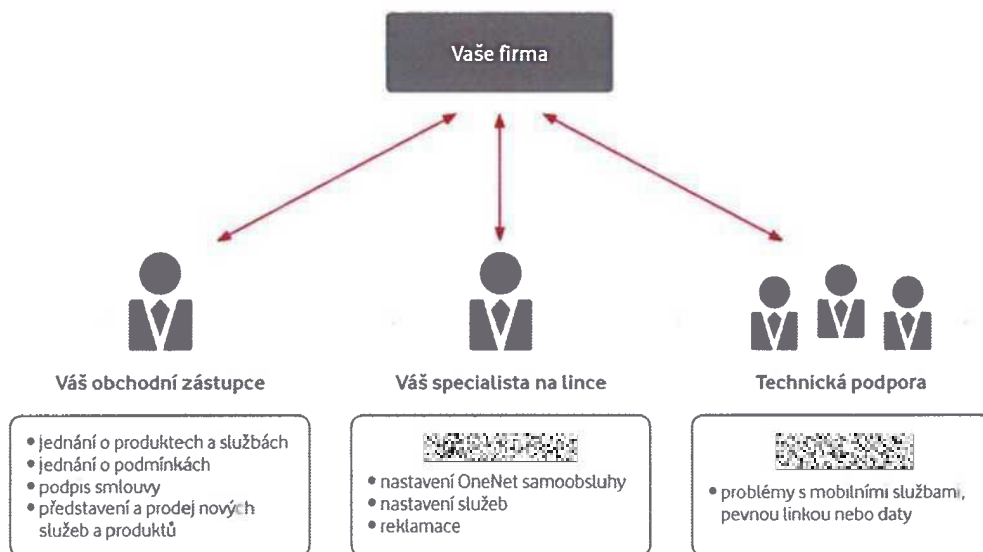 Vaše firma
Váš obchodní zástupce
• jednání o produktech a službách
• jednání o podmínkách
• podpis smlouvy
• představení a prodej nových
služeb a produktů
Váš specialista na lince
• nastavení OneNet samoobsluhy
• nastavení služeb
• reklamace
Technická podpora
• problémy s mobilními službami,
pevnou linkou nebo daty